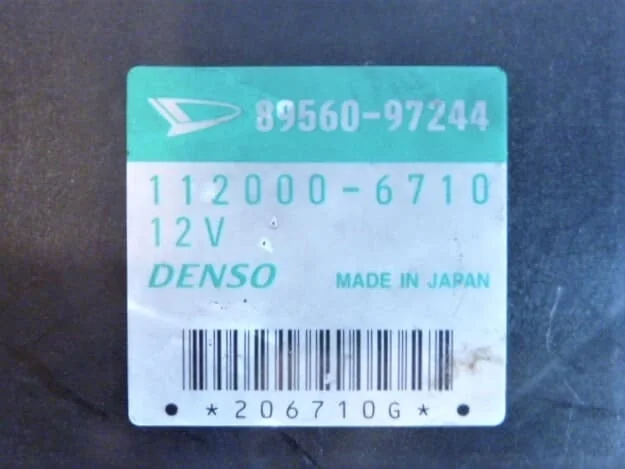 89560-97244
112000-6710
12V
DENSO MADE IN JAPAN
*206710G*